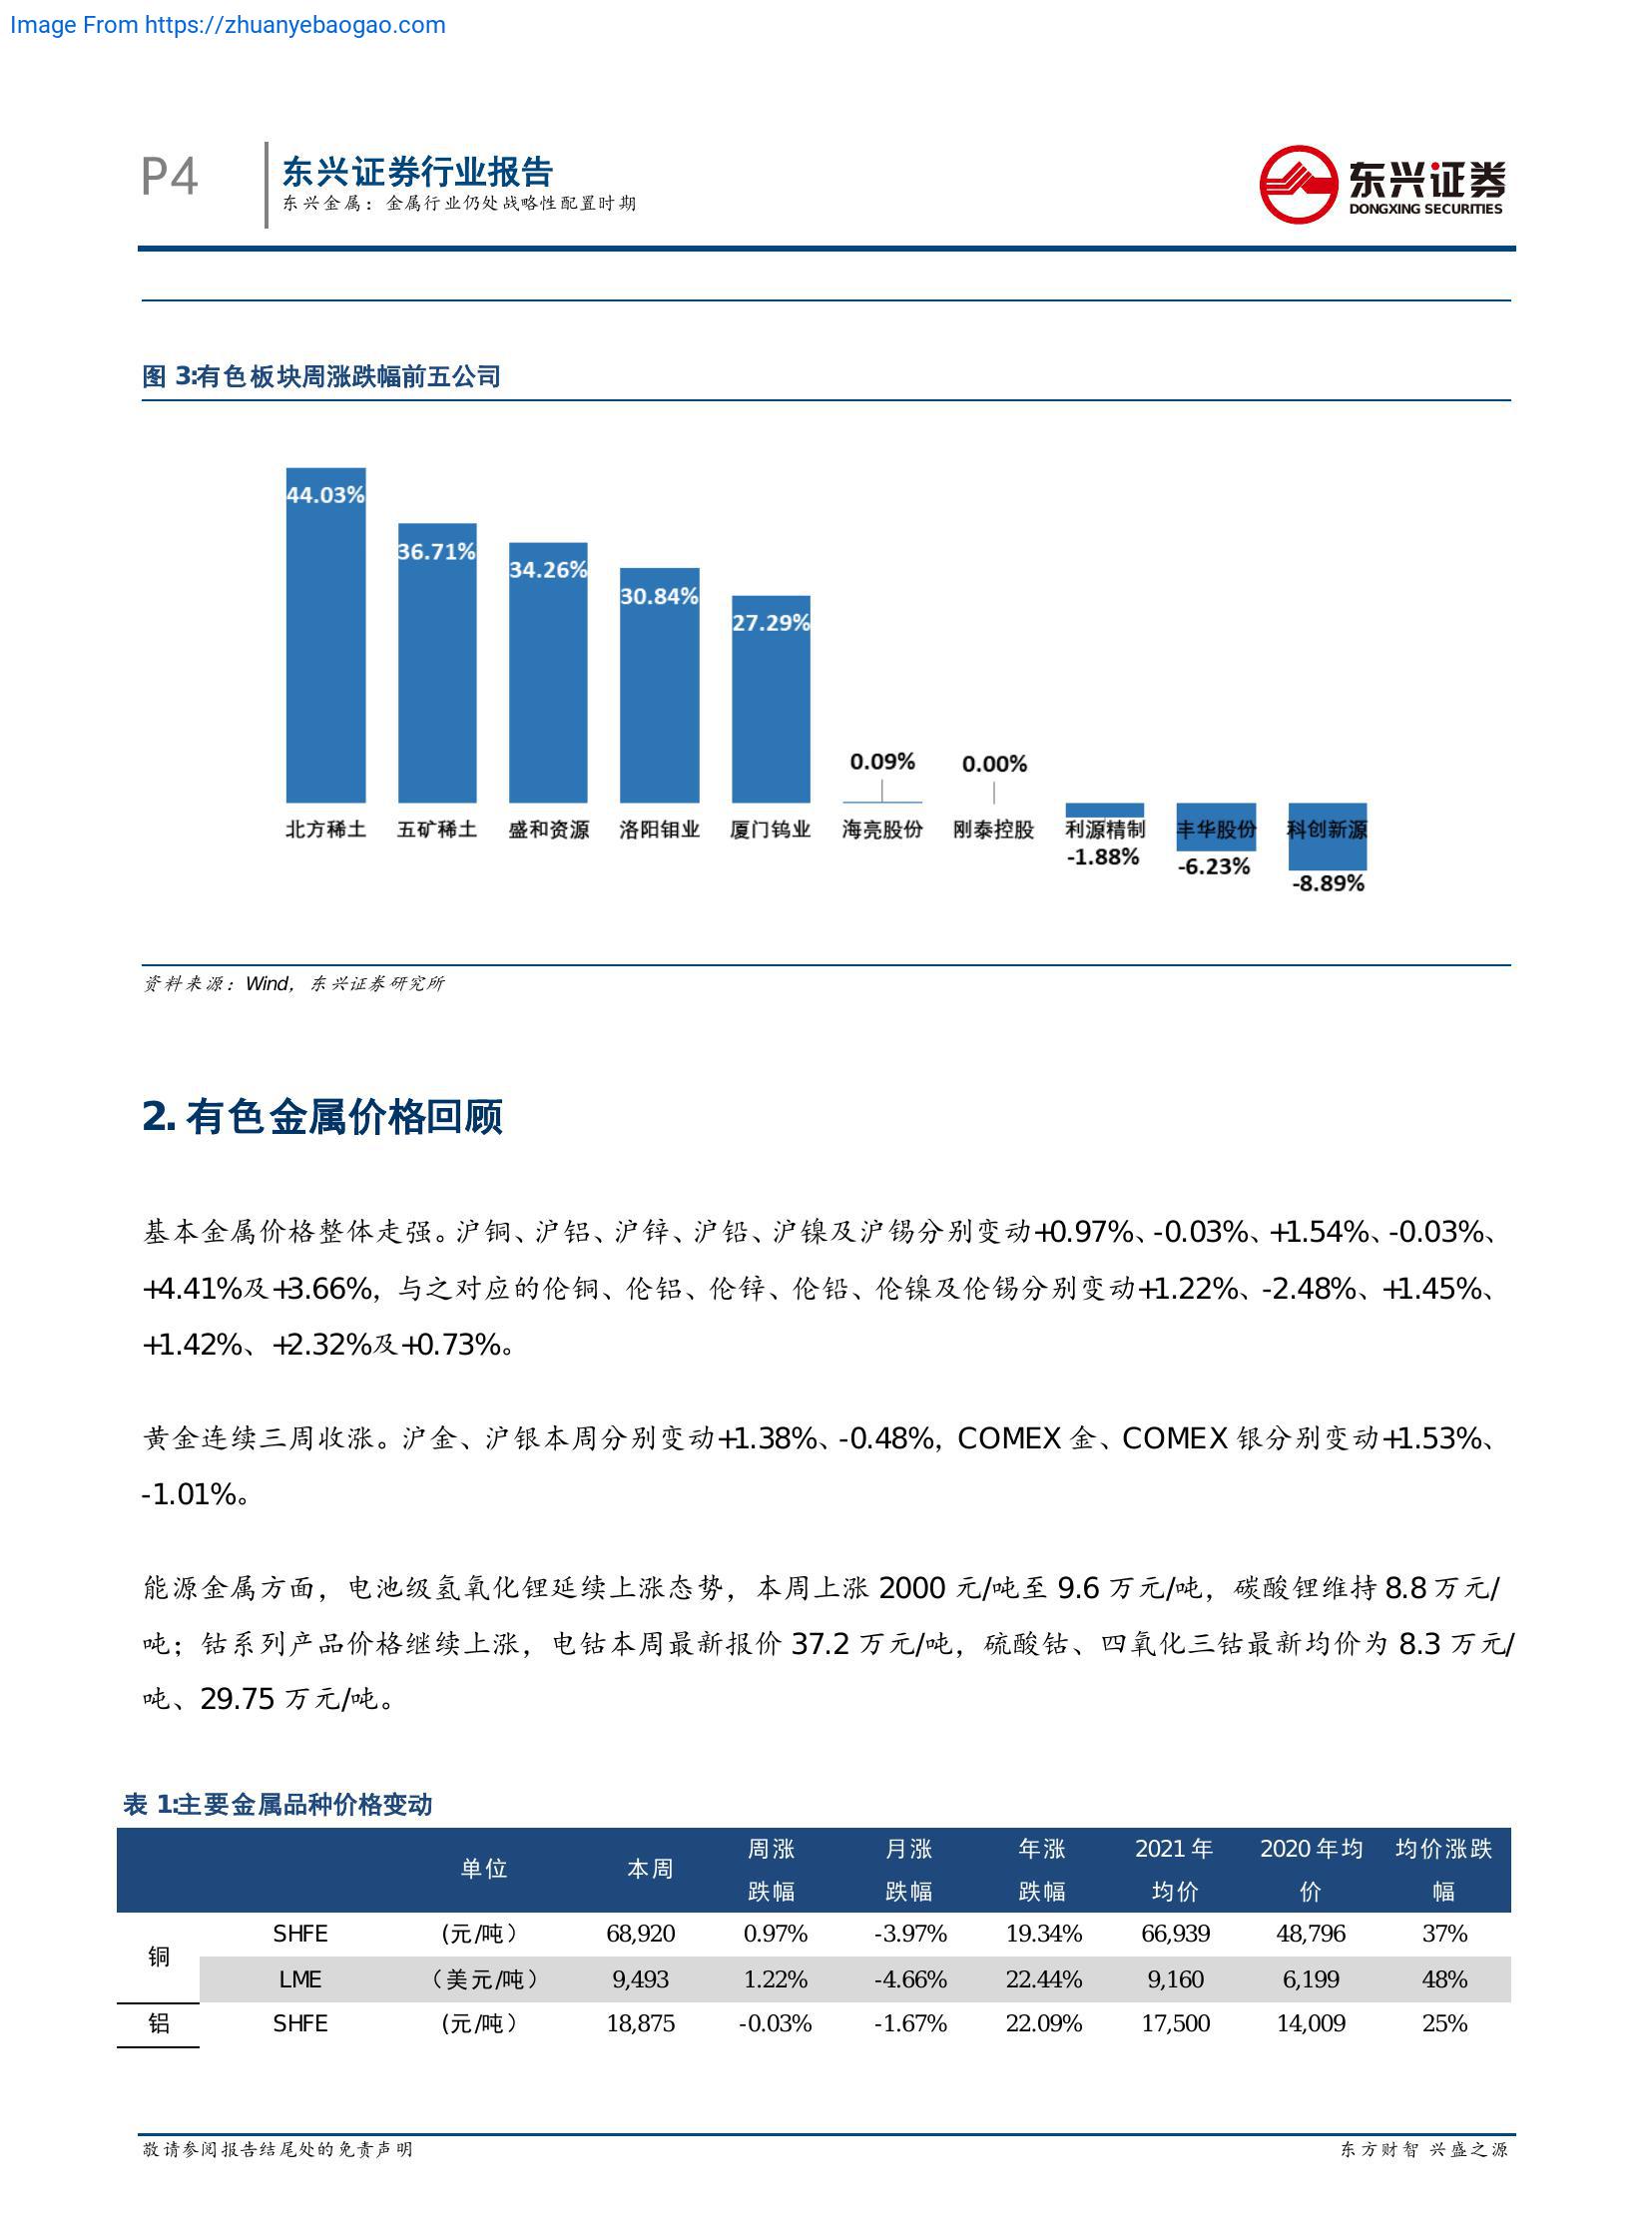 Image From https://zhuanyebaogao.com
P4
东兴证券行业报告
东兴金属：金属行业仍处战略性配置时期
东兴证券
DONGXING SECURITIES
图 3:有色板块周涨跌幅前五公司
44.03% 36.71% 34.26% 30.84% 27.29% 0.09% 0.00%
北方稀土 五矿稀土 盛和资源 洛阳钼业 厦门钨业 海亮股份 刚泰控股 利源精制 丰华股份 科创新源
-1.88% -6.23% -8.89%
资料来源：Wind，东兴证券研究所
2. 有色金属价格回顾
基本金属价格整体走强。沪铜、沪铝、沪锌、沪铅、沪镍及沪锡分别变动+0.97%、-0.03%、+1.54%、-0.03%、
+4.41%及+3.66%，与之对应的伦铜、伦铝、伦锌、伦铅、伦镍及伦锡分别变动+1.22%、-2.48%、+1.45%、
+1.42%、+2.32%及+0.73%。
黄金连续三周收涨。沪金、沪银本周分别变动+1.38%、-0.48%，COMEX 金、COMEX 银分别变动+1.53%、
-1.01%。
能源金属方面，电池级氢氧化锂延续上涨态势，本周上涨 2000 元/吨至 9.6 万元/吨，碳酸锂维持 8.8 万元/
吨；钴系列产品价格继续上涨，电钴本周最新报价 37.2 万元/吨，硫酸钴、四氧化三钴最新均价为 8.3 万元/
吨、29.75 万元/吨。
表 1:主要金属品种价格变动
单位 本周 周涨跌幅 月涨跌幅 年涨跌幅 2021 年均价 2020 年均价 均价涨跌幅
铜 SHFE (元/吨） 68,920 0.97% -3.97% 19.34% 66,939 48,796 37%
LME （美元/吨） 9,493 1.22% -4.66% 22.44% 9,160 6,199 48%
铝 SHFE (元/吨） 18,875 -0.03% -1.67% 22.09% 17,500 14,009 25%
敬请参阅报告结尾处的免责声明
东方财智 兴盛之源